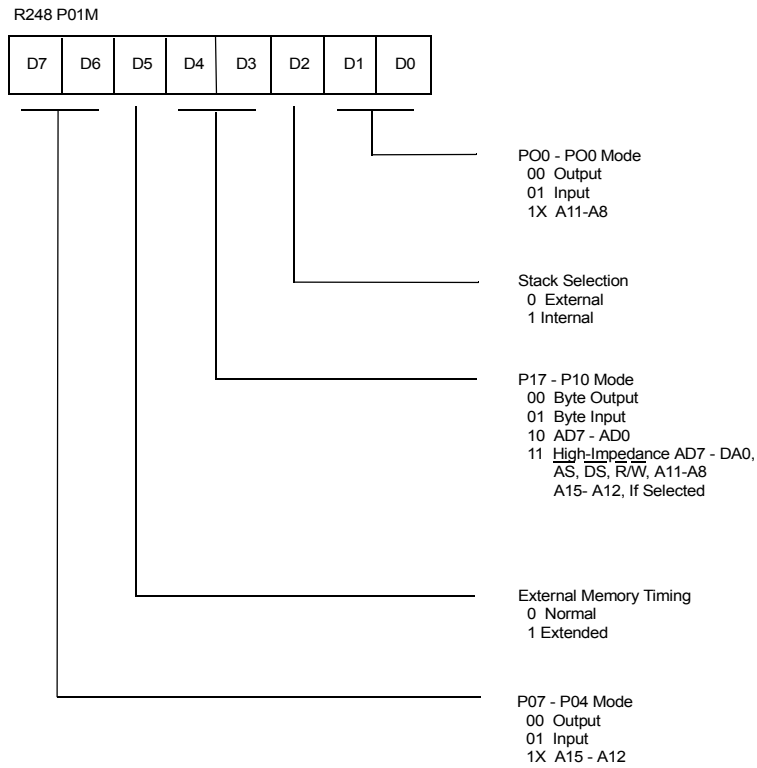 R248 P01M
D7 D6 D5 D4 D3 D2 D1 D0
PO0 - PO0 Mode
00 Output
01 Input
1X A11-A8
Stack Selection
0 External
1 Internal
P17 - P10 Mode
00 Byte Output
01 Byte Input
10 AD7 - AD0
11 High-Impedance AD7 - DA0,
A̅S̅, D̅S̅, R̅/W̅, A11-A8
A15- A12, If Selected
External Memory Timing
0 Normal
1 Extended
P07 - P04 Mode
00 Output
01 Input
1X A15 - A12